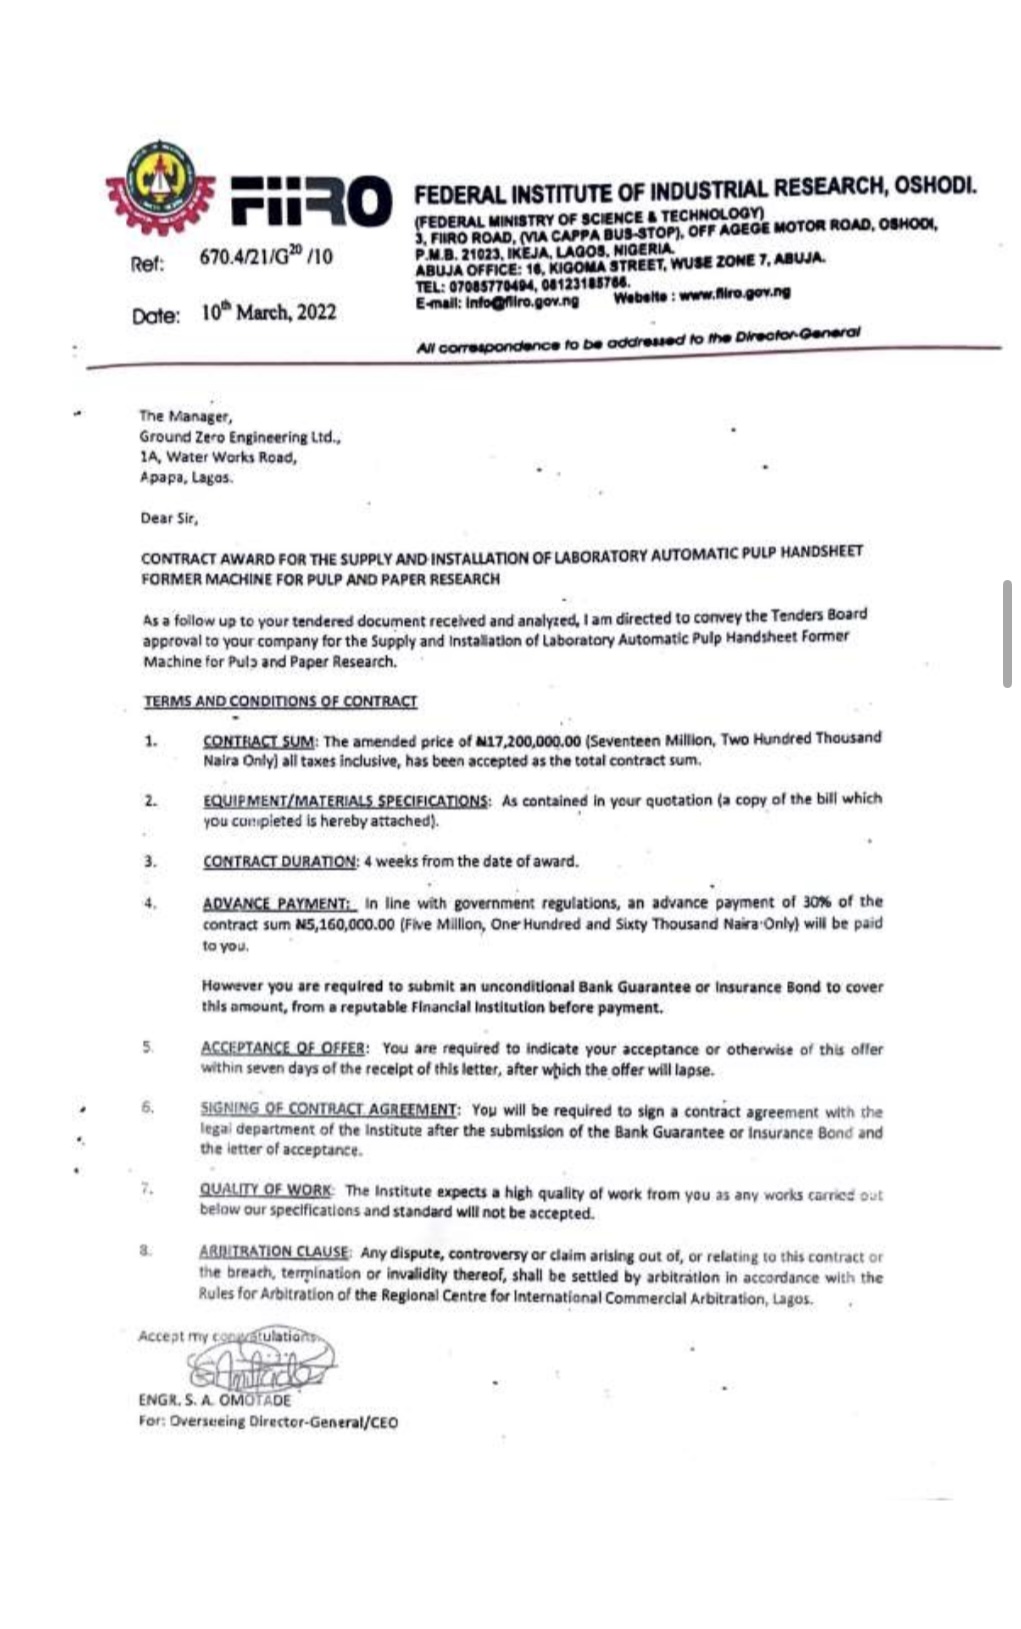 FIIRO
FEDERAL INSTITUTE OF INDUSTRIAL RESEARCH, OSHODI.
(FEDERAL MINISTRY OF SCIENCE & TECHNOLOGY)
3, FIIRO ROAD, (VIA CAPPA BUS-STOP), OFF AGEGE MOTOR ROAD, OSHODI,
P.M.B. 21023, IKEJA, LAGOS, NIGERIA.
ABUJA OFFICE: 16, KIGOMA STREET, WUSE ZONE 7, ABUJA.
TEL: 07085770494, 08123185766.
E-mail: info@fiiro.gov.ng Website : www.fiiro.gov.ng
All correspondence to be addressed to the Director-General
Ref: 670.4/21/G20 /10
Date: 10th March, 2022
The Manager,
Ground Zero Engineering Ltd.,
1A, Water Works Road,
Apapa, Lagos.
Dear Sir,
CONTRACT AWARD FOR THE SUPPLY AND INSTALLATION OF LABORATORY AUTOMATIC PULP HANDSHEET
FORMER MACHINE FOR PULP AND PAPER RESEARCH
As a follow up to your tendered document received and analyzed, I am directed to convey the Tenders Board
approval to your company for the Supply and Installation of Laboratory Automatic Pulp Handsheet Former
Machine for Pulp and Paper Research.
TERMS AND CONDITIONS OF CONTRACT
1. CONTRACT SUM: The amended price of ₦17,200,000.00 (Seventeen Million, Two Hundred Thousand
Naira Only) all taxes inclusive, has been accepted as the total contract sum.
2. EQUIPMENT/MATERIALS SPECIFICATIONS: As contained in your quotation (a copy of the bill which
you completed is hereby attached).
3. CONTRACT DURATION: 4 weeks from the date of award.
4. ADVANCE PAYMENT: In line with government regulations, an advance payment of 30% of the
contract sum ₦5,160,000.00 (Five Million, One Hundred and Sixty Thousand Naira Only) will be paid
to you.
However you are required to submit an unconditional Bank Guarantee or Insurance Bond to cover
this amount, from a reputable Financial Institution before payment.
5. ACCEPTANCE OF OFFER: You are required to indicate your acceptance or otherwise of this offer
within seven days of the receipt of this letter, after which the offer will lapse.
6. SIGNING OF CONTRACT AGREEMENT: You will be required to sign a contract agreement with the
legal department of the Institute after the submission of the Bank Guarantee or Insurance Bond and
the letter of acceptance.
7. QUALITY OF WORK: The Institute expects a high quality of work from you as any works carried out
below our specifications and standard will not be accepted.
8. ARBITRATION CLAUSE: Any dispute, controversy or claim arising out of, or relating to this contract or
the breach, termination or invalidity thereof, shall be settled by arbitration in accordance with the
Rules for Arbitration of the Regional Centre for International Commercial Arbitration, Lagos.
Accept my congratulations.
ENGR. S. A. OMOTADE
For: Overseeing Director-General/CEO